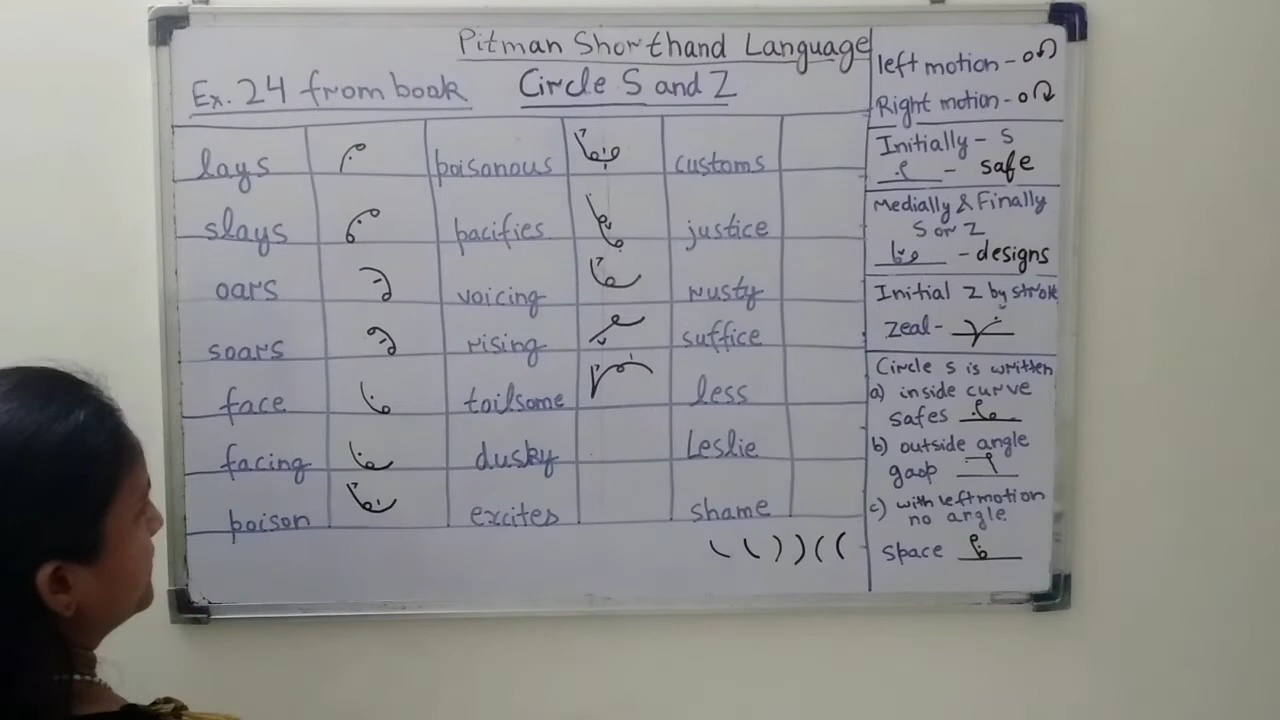 Pitman Shorthand Language
Ex. 24 from book Circle S and Z
lays poisonous customs
slays pacifies justice
oars voicing rusty
soars rising suffice
face toilsome less
facing dusky Leslie
poison excites shame
left motion -
Right motion -
Initially - S
- safe
Medially & Finally
S or Z
- designs
Initial Z by stroke
Zeal -
Circle s is written
a) inside curve
safes
b) outside angle
gasp
c) with left motion
no angle.
space